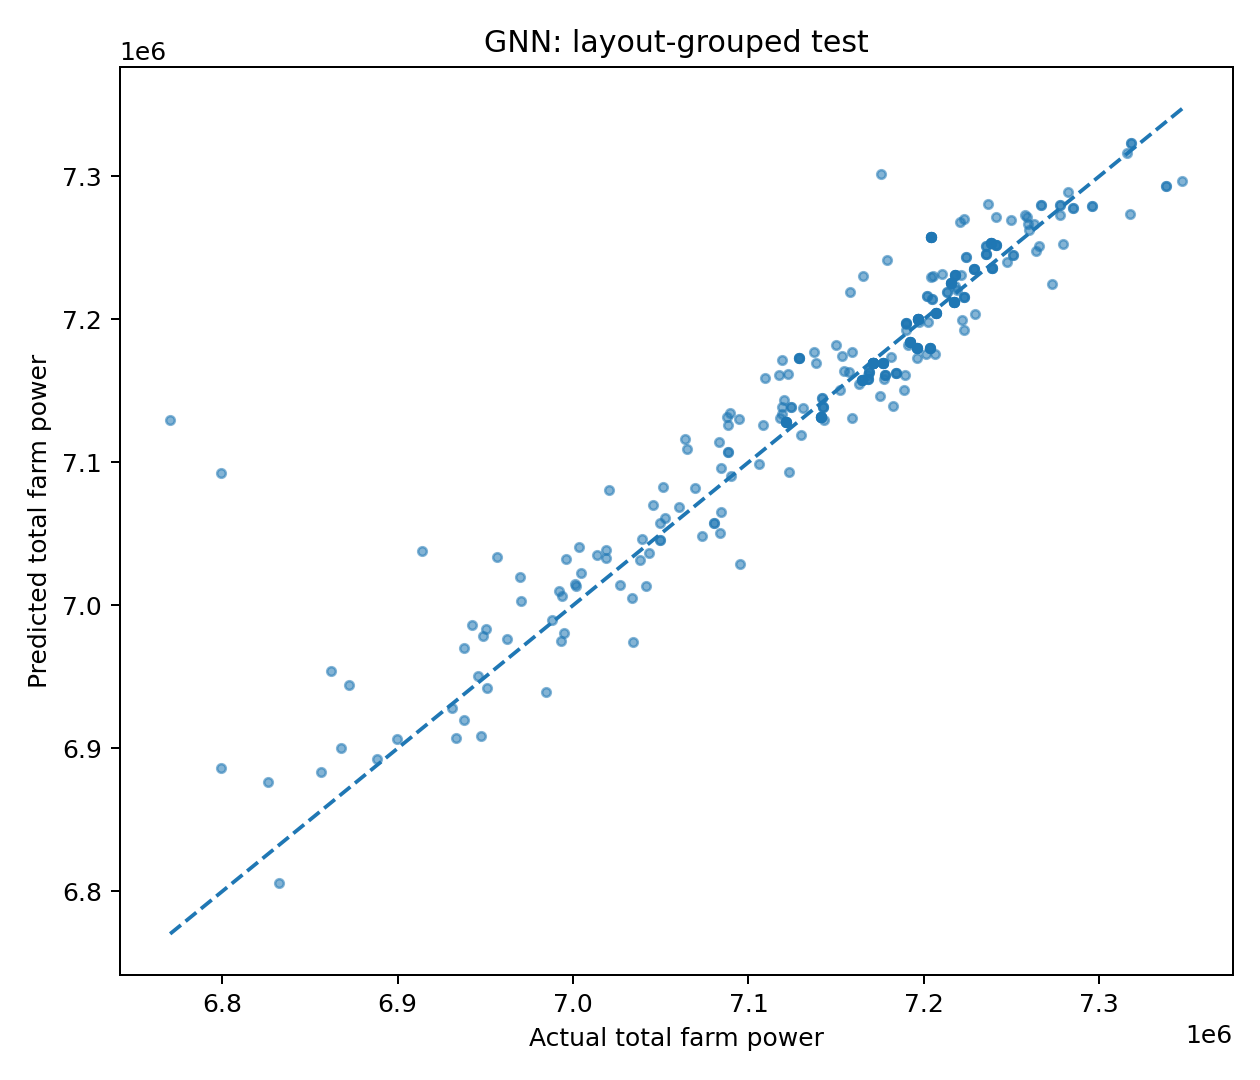 GNN: layout-grouped test
1e6
7.3
7.2
7.1
7.0
6.9
6.8
Predicted total farm power
6.8 6.9 7.0 7.1 7.2 7.3
1e6
Actual total farm power